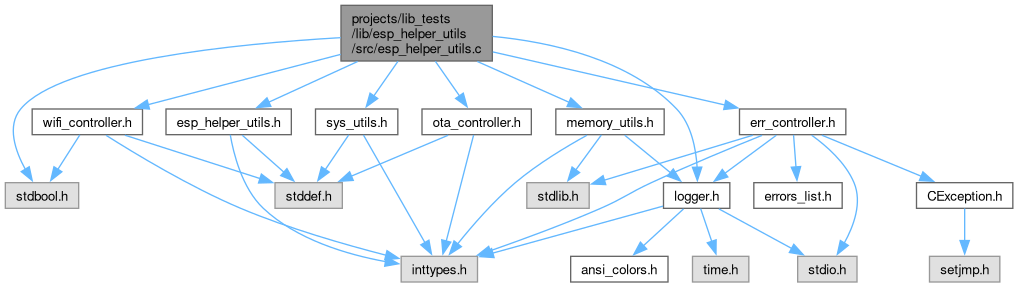 projects/lib_tests
/lib/esp_helper_utils
/src/esp_helper_utils.c
wifi_controller.h
esp_helper_utils.h
sys_utils.h
ota_controller.h
memory_utils.h
err_controller.h
stdbool.h
stddef.h
stdlib.h
logger.h
errors_list.h
CException.h
inttypes.h
ansi_colors.h
time.h
stdio.h
setjmp.h